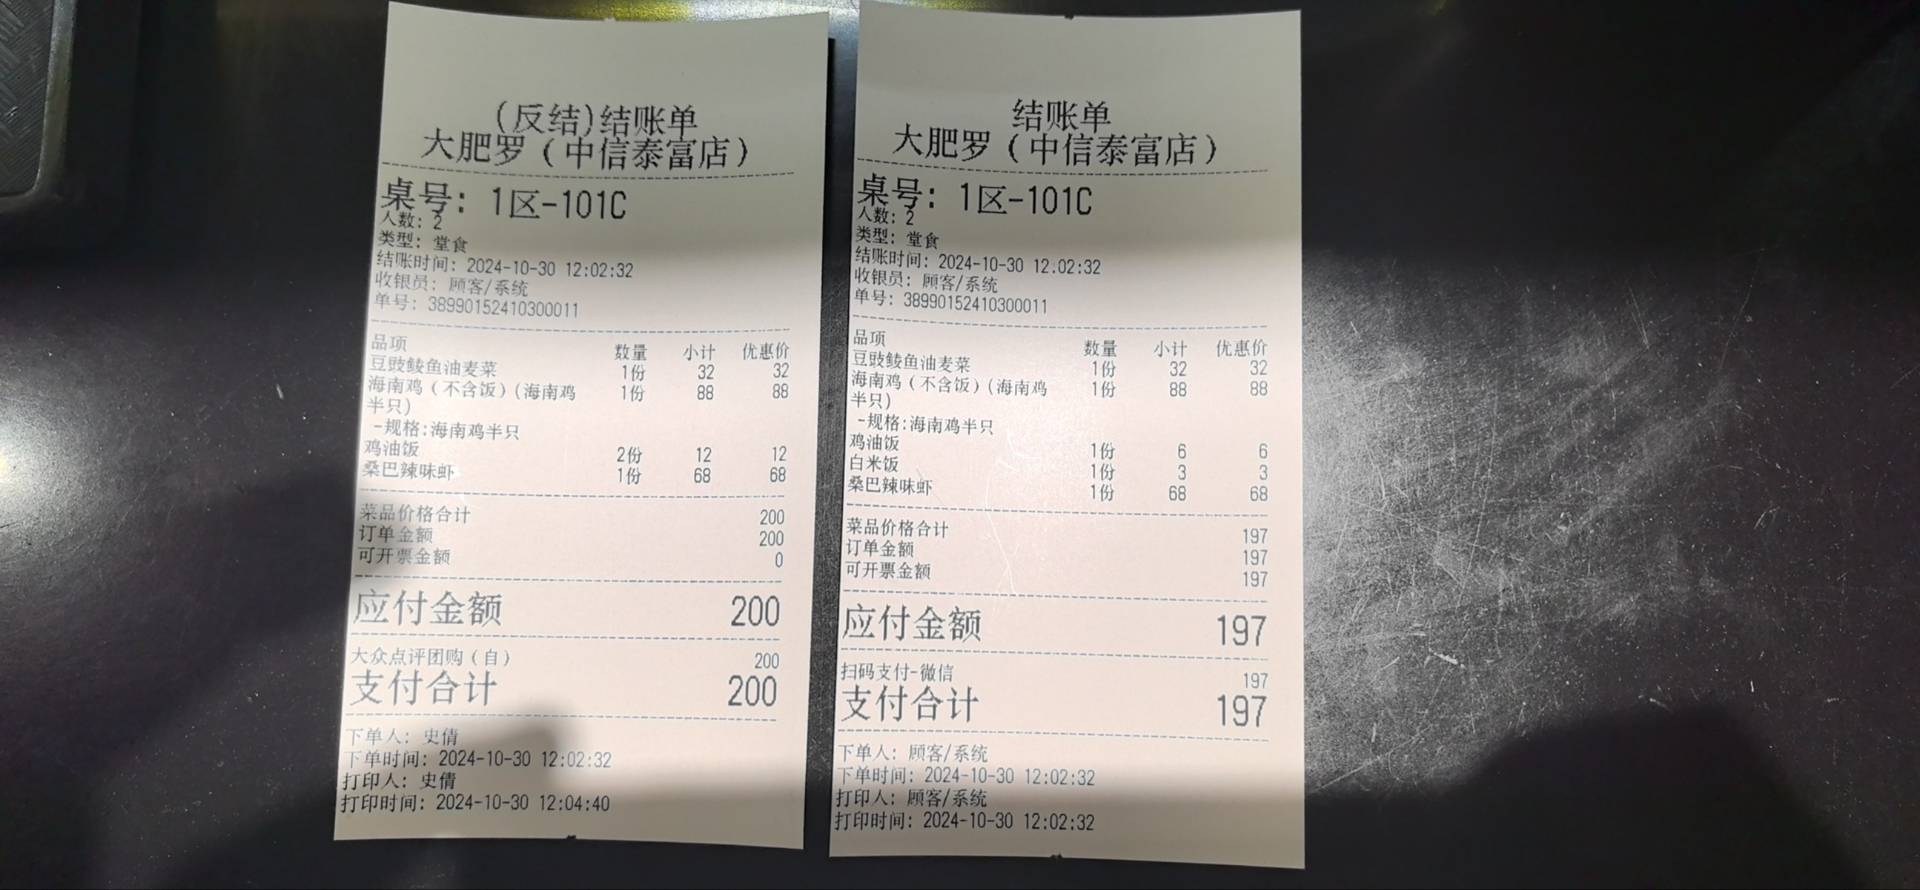 (反结)结账单
大肥罗（中信泰富店）
桌号: 1区-101C
人数: 2
类型: 堂食
结账时间: 2024-10-30 12:02:32
收银员: 顾客/系统
单号: 38990152410300011
品项 数量 小计 优惠价
豆豉鲮鱼油麦菜 1份 32 32
海南鸡（不含饭）(海南鸡 1份 88 88
半只)
-规格:海南鸡半只
鸡油饭 2份 12 12
桑巴辣味虾 1份 68 68
菜品价格合计 200
订单金额 200
可开票金额 0
应付金额 200
大众点评团购（自） 200
支付合计 200
下单人: 史倩
下单时间: 2024-10-30 12:02:32
打印人: 史倩
打印时间: 2024-10-30 12:04:40
结账单
大肥罗（中信泰富店）
桌号: 1区-101C
人数: 2
类型: 堂食
结账时间: 2024-10-30 12:02:32
收银员: 顾客/系统
单号: 38990152410300011
品项 数量 小计 优惠价
豆豉鲮鱼油麦菜 1份 32 32
海南鸡（不含饭）(海南鸡 1份 88 88
半只)
-规格:海南鸡半只
鸡油饭 1份 6 6
白米饭 1份 3 3
桑巴辣味虾 1份 68 68
菜品价格合计 197
订单金额 197
可开票金额 197
应付金额 197
扫码支付-微信 197
支付合计 197
下单人: 顾客/系统
下单时间: 2024-10-30 12:02:32
打印人: 顾客/系统
打印时间: 2024-10-30 12:02:32